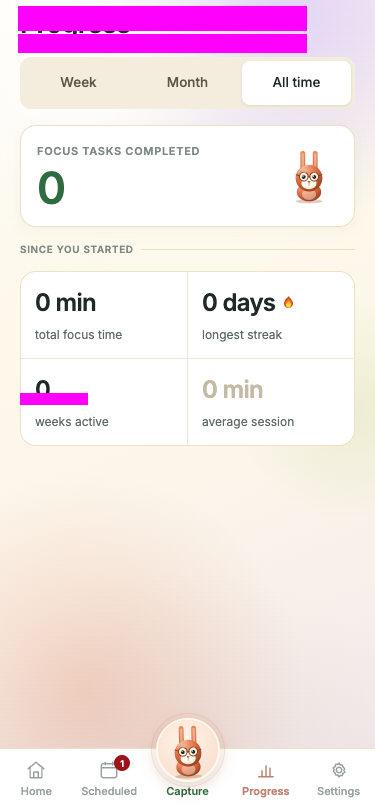 Week Month All time
FOCUS TASKS COMPLETED
0
SINCE YOU STARTED
0 min 0 days
total focus time longest streak
0 0 min
weeks active average session
1
Home Scheduled Capture Progress Settings